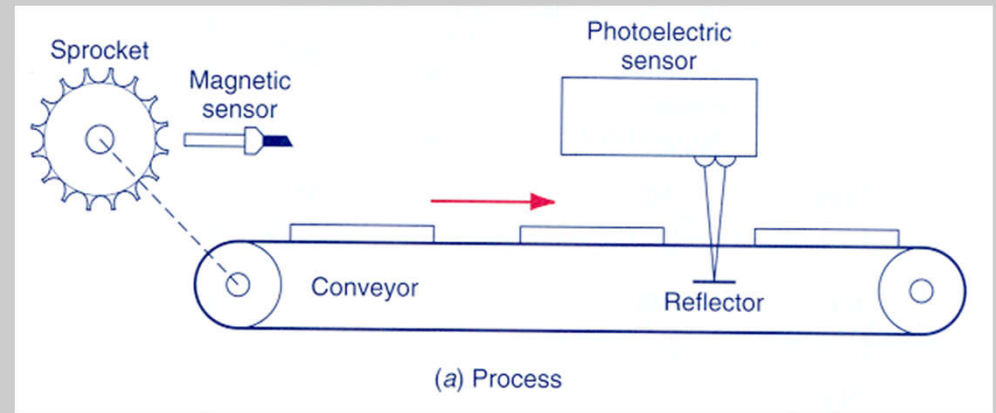 Sprocket
Magnetic
sensor
Photoelectric
sensor
Conveyor
Reflector
(a) Process